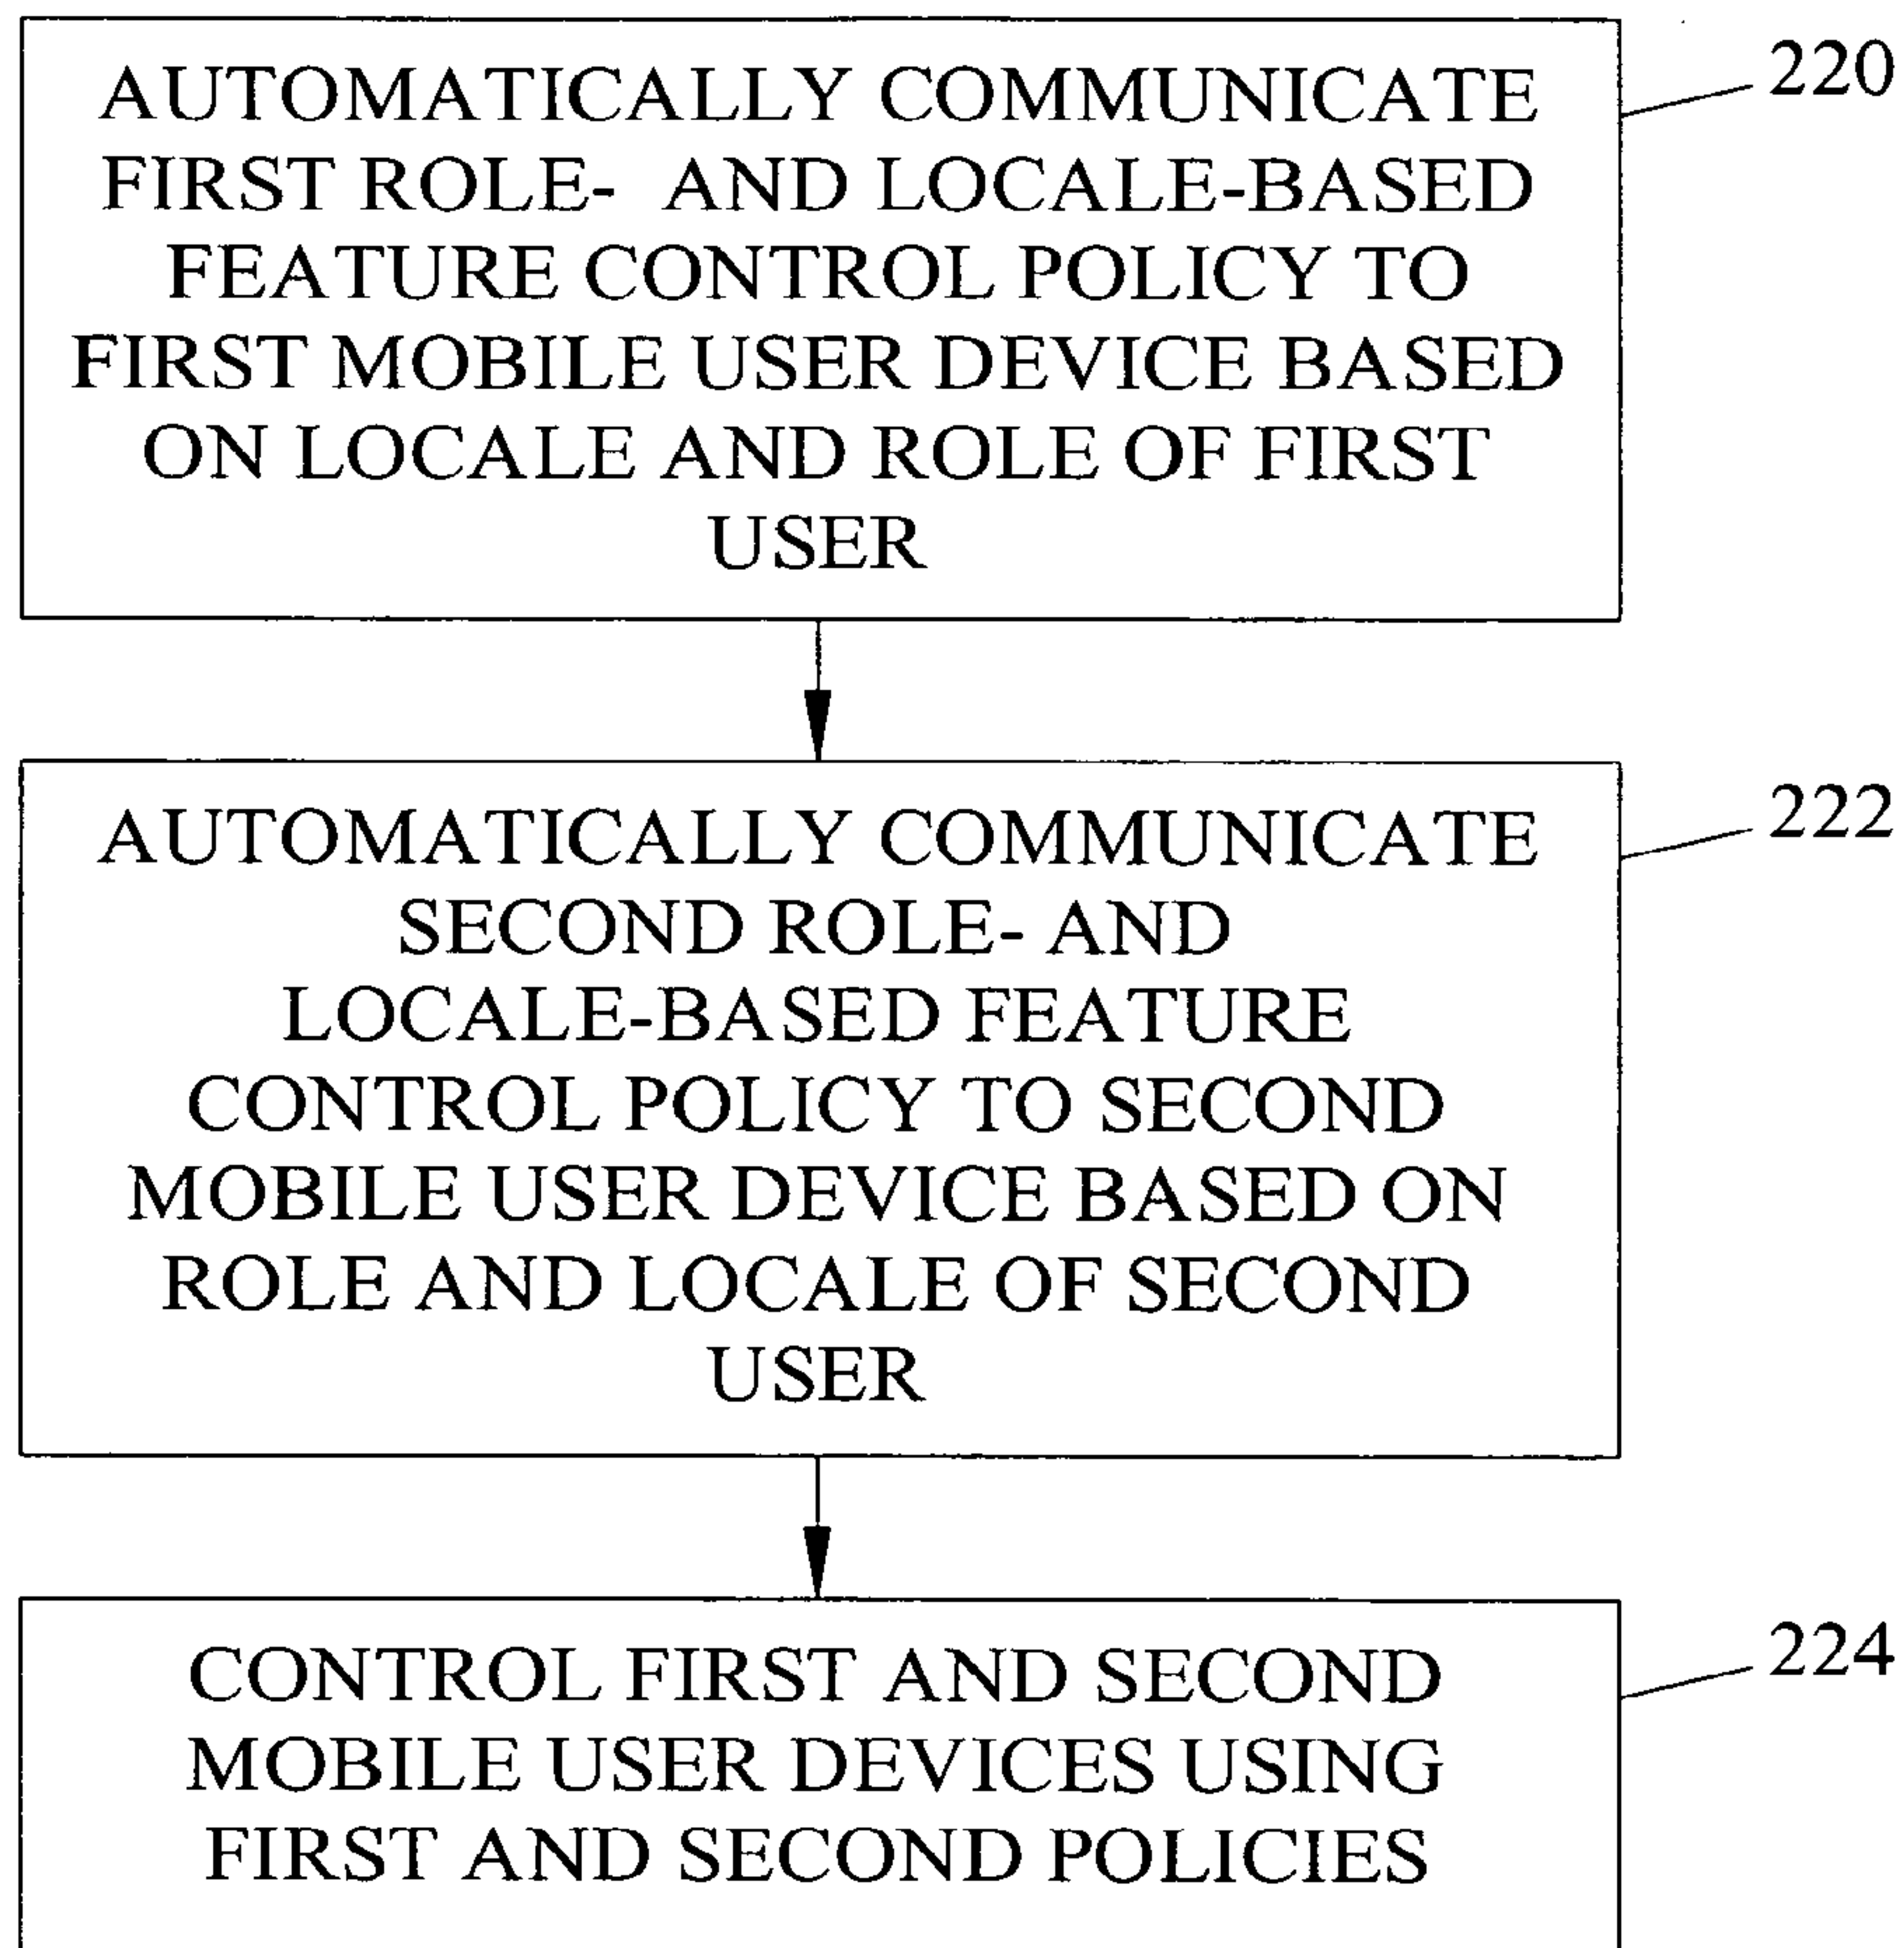 AUTOMATICALLY COMMUNICATE
FIRST ROLE- AND LOCALE-BASED
FEATURE CONTROL POLICY TO
FIRST MOBILE USER DEVICE BASED
ON LOCALE AND ROLE OF FIRST
USER
220
AUTOMATICALLY COMMUNICATE
SECOND ROLE- AND
LOCALE-BASED FEATURE
CONTROL POLICY TO SECOND
MOBILE USER DEVICE BASED ON
ROLE AND LOCALE OF SECOND
USER
222
CONTROL FIRST AND SECOND
MOBILE USER DEVICES USING
FIRST AND SECOND POLICIES
224